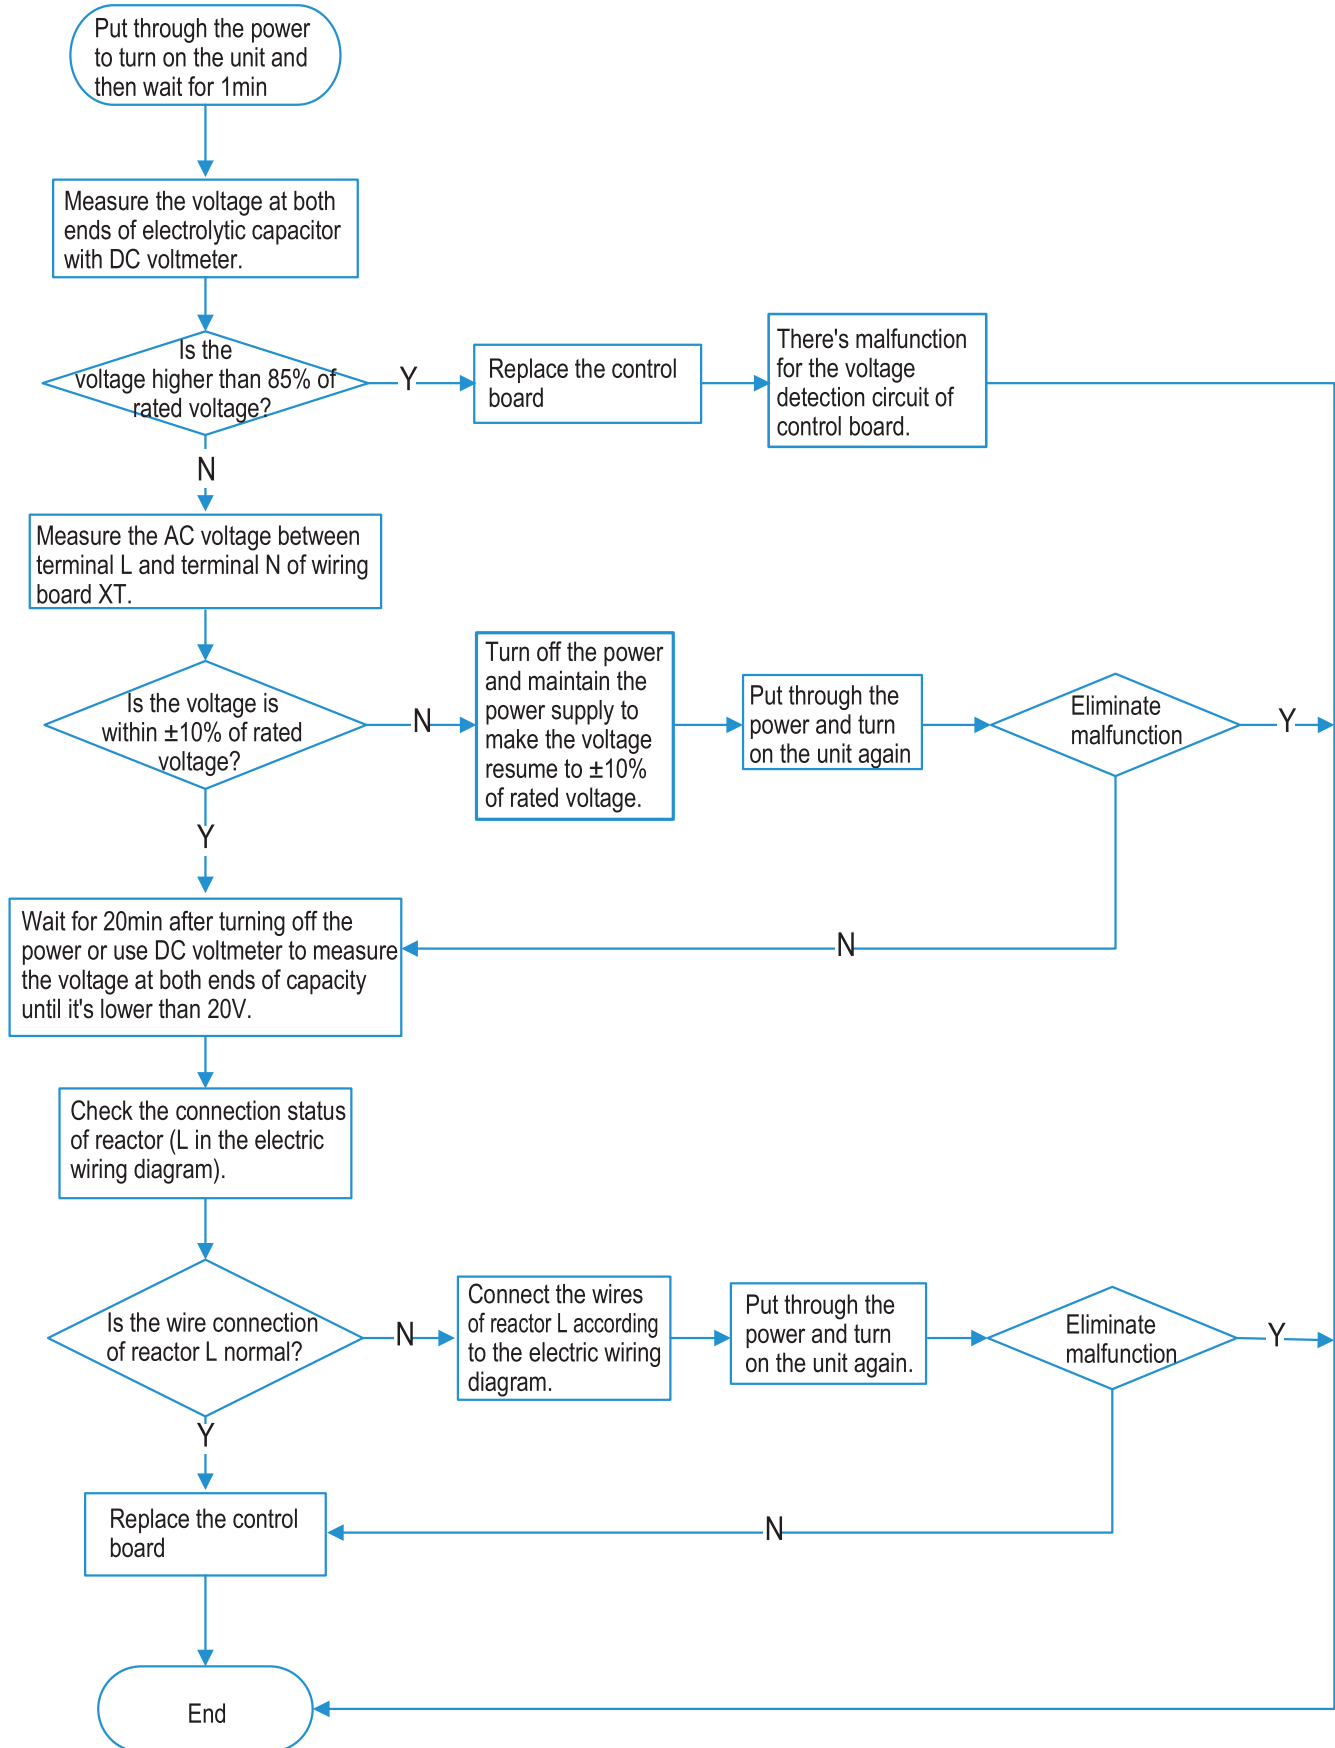 Put through the power
to turn on the unit and
then wait for 1min
Measure the voltage at both
ends of electrolytic capacitor
with DC voltmeter.
Is the
voltage higher than 85% of
rated voltage?
Y
Replace the control
board
There's malfunction
for the voltage
detection circuit of
control board.
N
Measure the AC voltage between
terminal L and terminal N of wiring
board XT.
Is the voltage is
within ±10% of rated
voltage?
N
Turn off the power
and maintain the
power supply to
make the voltage
resume to ±10%
of rated voltage.
Put through the
power and turn
on the unit again
Eliminate
malfunction
Y
Y
Wait for 20min after turning off the
power or use DC voltmeter to measure
the voltage at both ends of capacity
until it's lower than 20V.
N
Check the connection status
of reactor (L in the electric
wiring diagram).
Is the wire connection
of reactor L normal?
N
Connect the wires
of reactor L according
to the electric wiring
diagram.
Put through the
power and turn
on the unit again.
Eliminate
malfunction
Y
Y
Replace the control
board
N
End